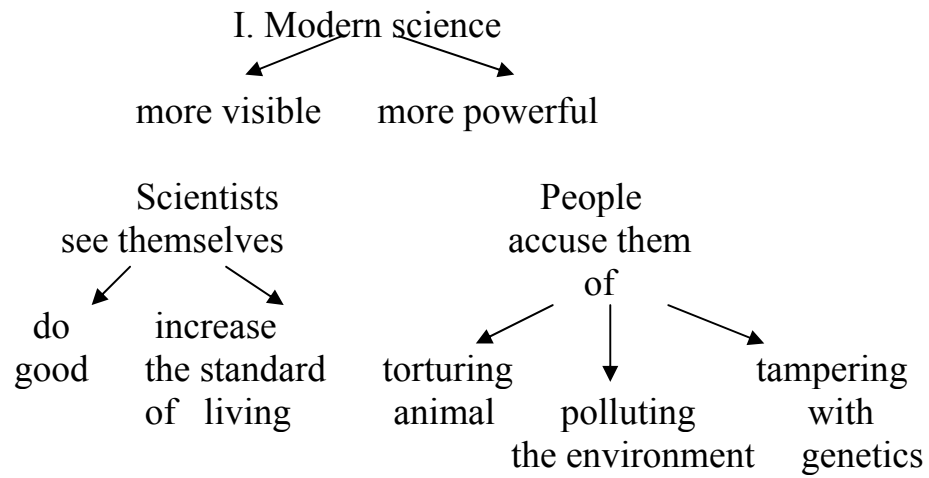 I. Modern science
more visible more powerful
Scientists
see themselves
People
accuse them
of
do
good
increase
the standard
of living
torturing
animal
polluting
the environment
tampering
with
genetics